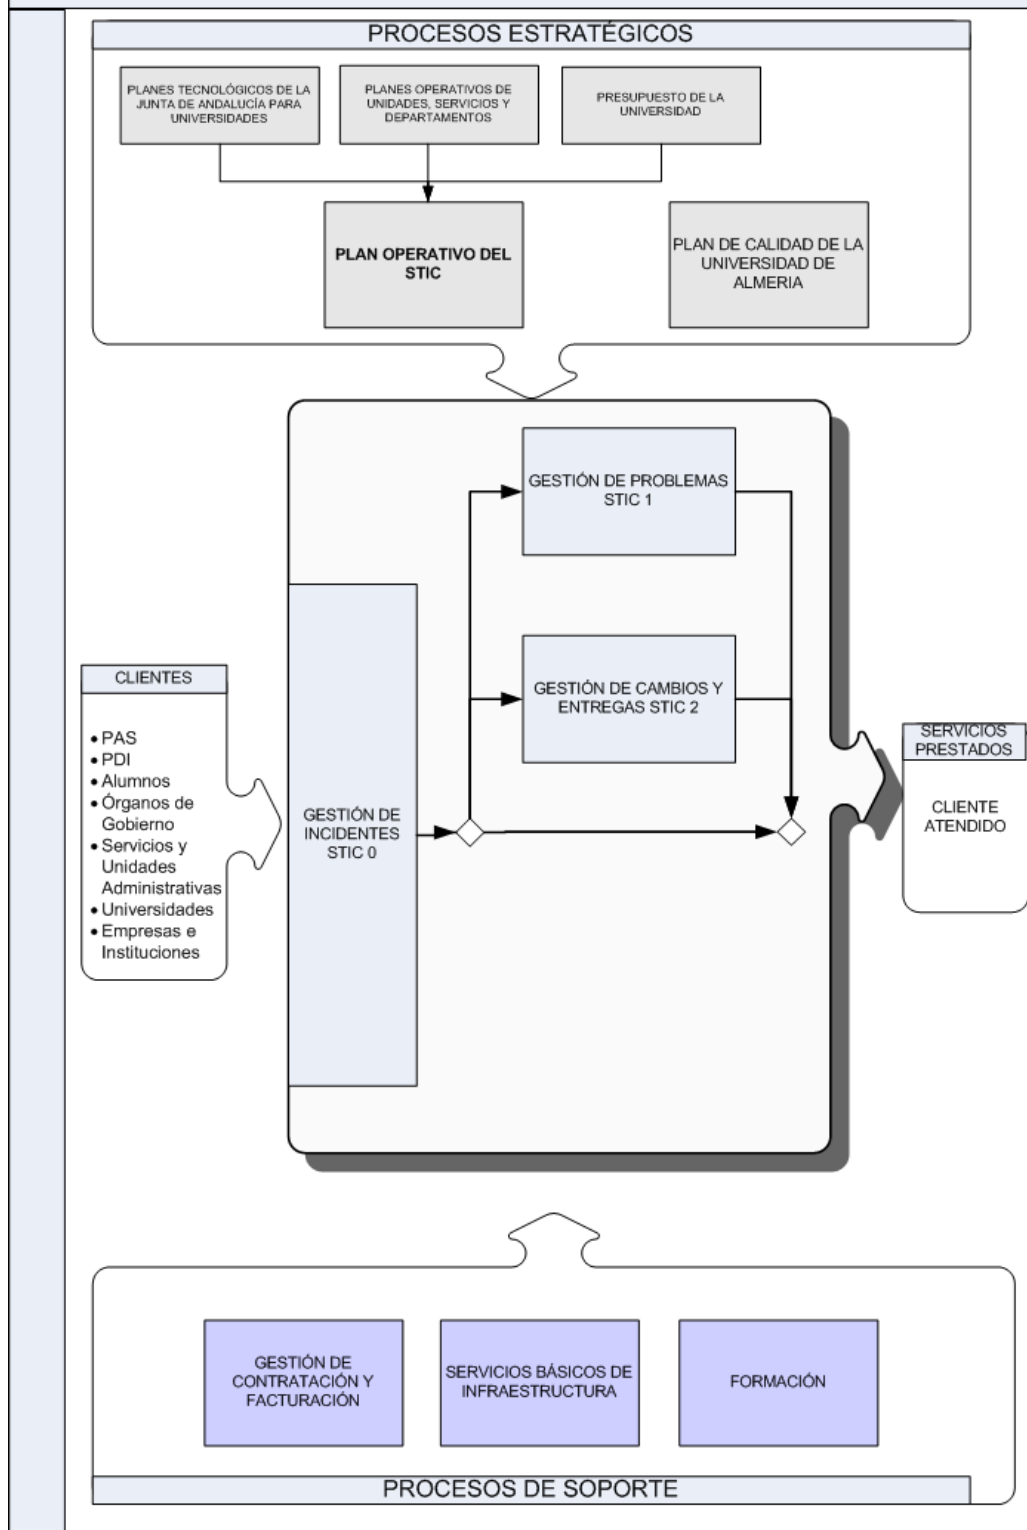 PROCESOS ESTRATÉGICOS
PLANES TECNOLÓGICOS DE LA
JUNTA DE ANDALUCÍA PARA
UNIVERSIDADES
PLANES OPERATIVOS DE
UNIDADES, SERVICIOS Y
DEPARTAMENTOS
PRESUPUESTO DE LA
UNIVERSIDAD
PLAN OPERATIVO DEL
STIC
PLAN DE CALIDAD DE LA
UNIVERSIDAD DE
ALMERIA
GESTIÓN DE PROBLEMAS
STIC 1
GESTIÓN DE CAMBIOS Y
ENTREGAS STIC 2
CLIENTES
• PAS
• PDI
• Alumnos
• Órganos de
Gobierno
• Servicios y
Unidades
Administrativas
• Universidades
• Empresas e
Instituciones
GESTIÓN DE
INCIDENTES
STIC 0
SERVICIOS
PRESTADOS
CLIENTE
ATENDIDO
GESTIÓN DE
CONTRATACIÓN Y
FACTURACIÓN
SERVICIOS BÁSICOS DE
INFRAESTRUCTURA
FORMACIÓN
PROCESOS DE SOPORTE